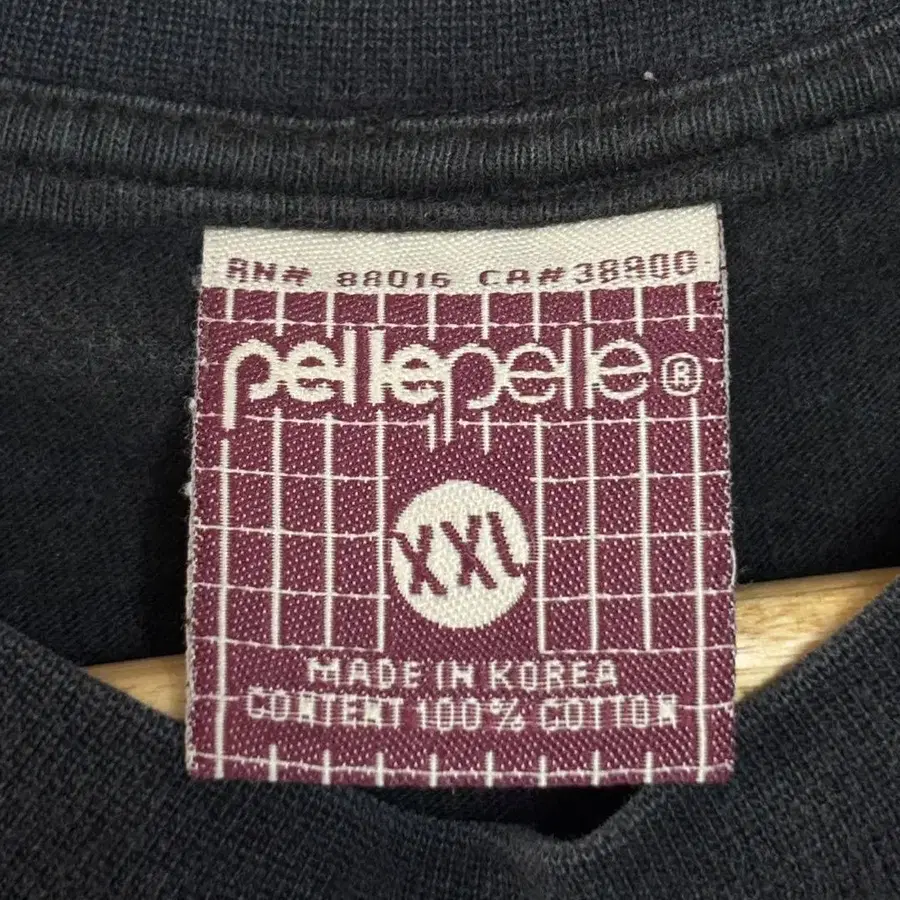 RN# 88016 CA# 38900
pellepelle®
XXL
MADE IN KOREA
CONTENT 100% COTTON